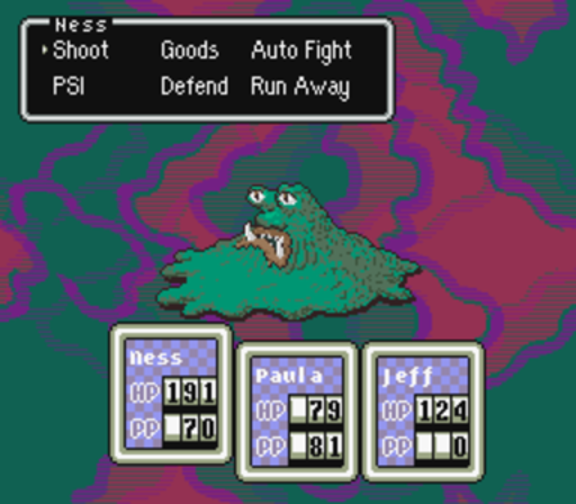 Ness
Shoot Goods Auto Fight
PSI Defend Run Away
Ness
HP 191
PP 70
Paula
HP 79
PP 81
Jeff
HP 124
PP 0